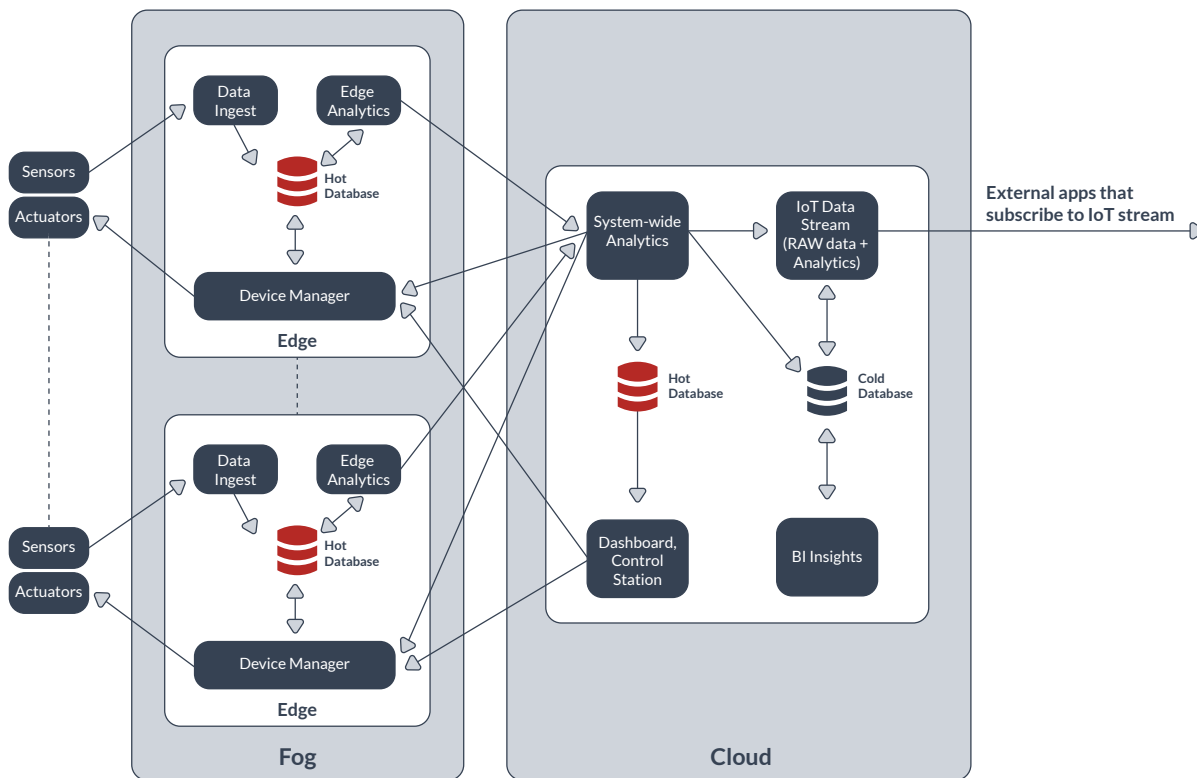 Data
Ingest
Edge
Analytics
Hot
Database
Sensors
Actuators
Device Manager
Edge
Data
Ingest
Edge
Analytics
Hot
Database
Sensors
Actuators
Device Manager
Edge
Fog
System-wide
Analytics
IoT Data
Stream
(RAW data +
Analytics)
External apps that
subscribe to IoT stream
Hot
Database
Cold
Database
Dashboard,
Control
Station
BI Insights
Cloud